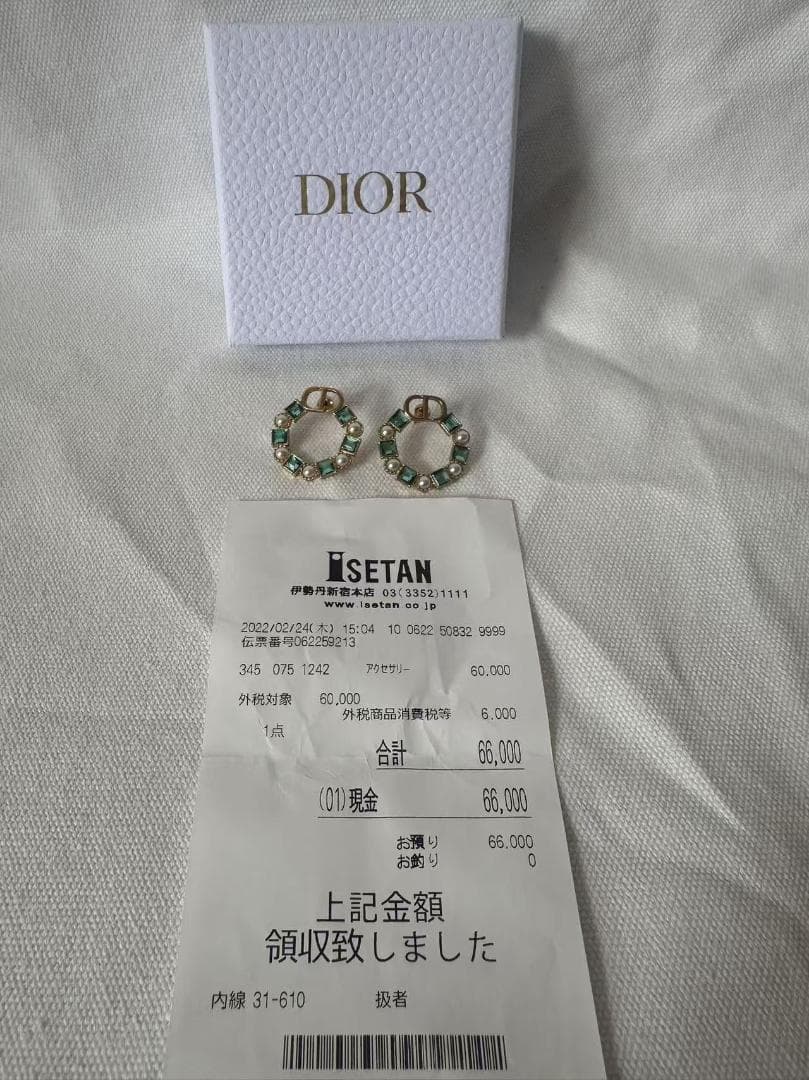 DIOR
ISETAN
伊勢丹新宿本店 03(3352)1111
www.isetan.co.jp
2022/02/24(木) 15:04 10 0622 50832 9999
伝票番号062259213
345 075 1242 アクセサリー 60,000
外税対象 60,000
外税商品消費税等 6,000
1点
合計 66,000
(01)現金 66,000
お預り 66,000
お釣り 0
上記金額
領収致しました
内線 31-610 扱者